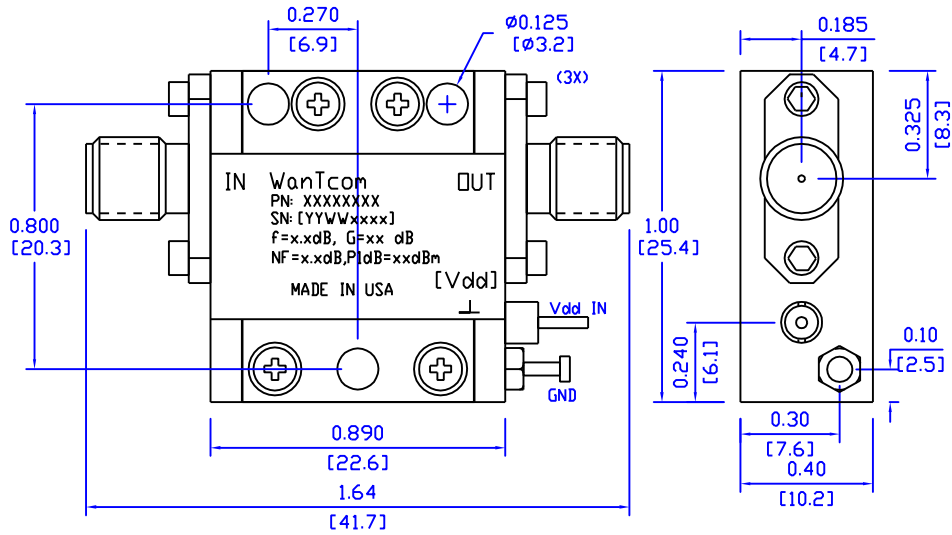 0.270
[6.9]
Ø0.125
[Ø3.2]
(3X)
0.185
[4.7]
0.325
[8.3]
IN WanTcom OUT
PN: XXXXXXXX
SN: [YYWWxxxx]
f=x.xdB, G=xx dB
NF=x.xdB,P1dB=xxdBm
[Vdd]
MADE IN USA
⊥
Vdd IN
GND
0.800
[20.3]
1.00
[25.4]
0.240
[6.1]
0.10
[2.5]
0.30
[7.6]
0.40
[10.2]
0.890
[22.6]
1.64
[41.7]